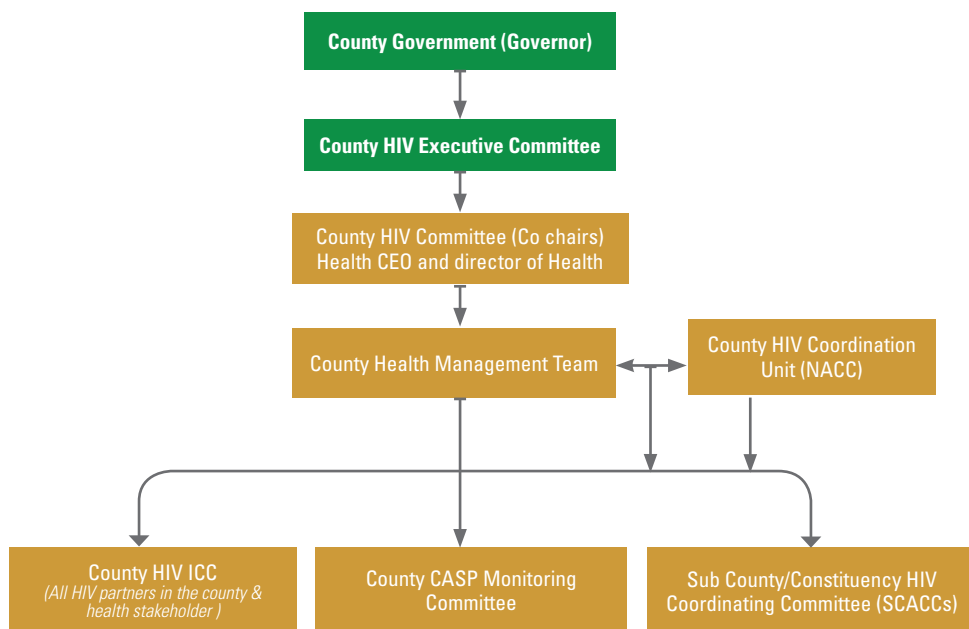 County Government (Governor)
County HIV Executive Committee
County HIV Committee (Co chairs)
Health CEO and director of Health
County Health Management Team
County HIV Coordination
Unit (NACC)
County HIV ICC
(All HIV partners in the county &
health stakeholder )
County CASP Monitoring
Committee
Sub County/Constituency HIV
Coordinating Committee (SCACCs)